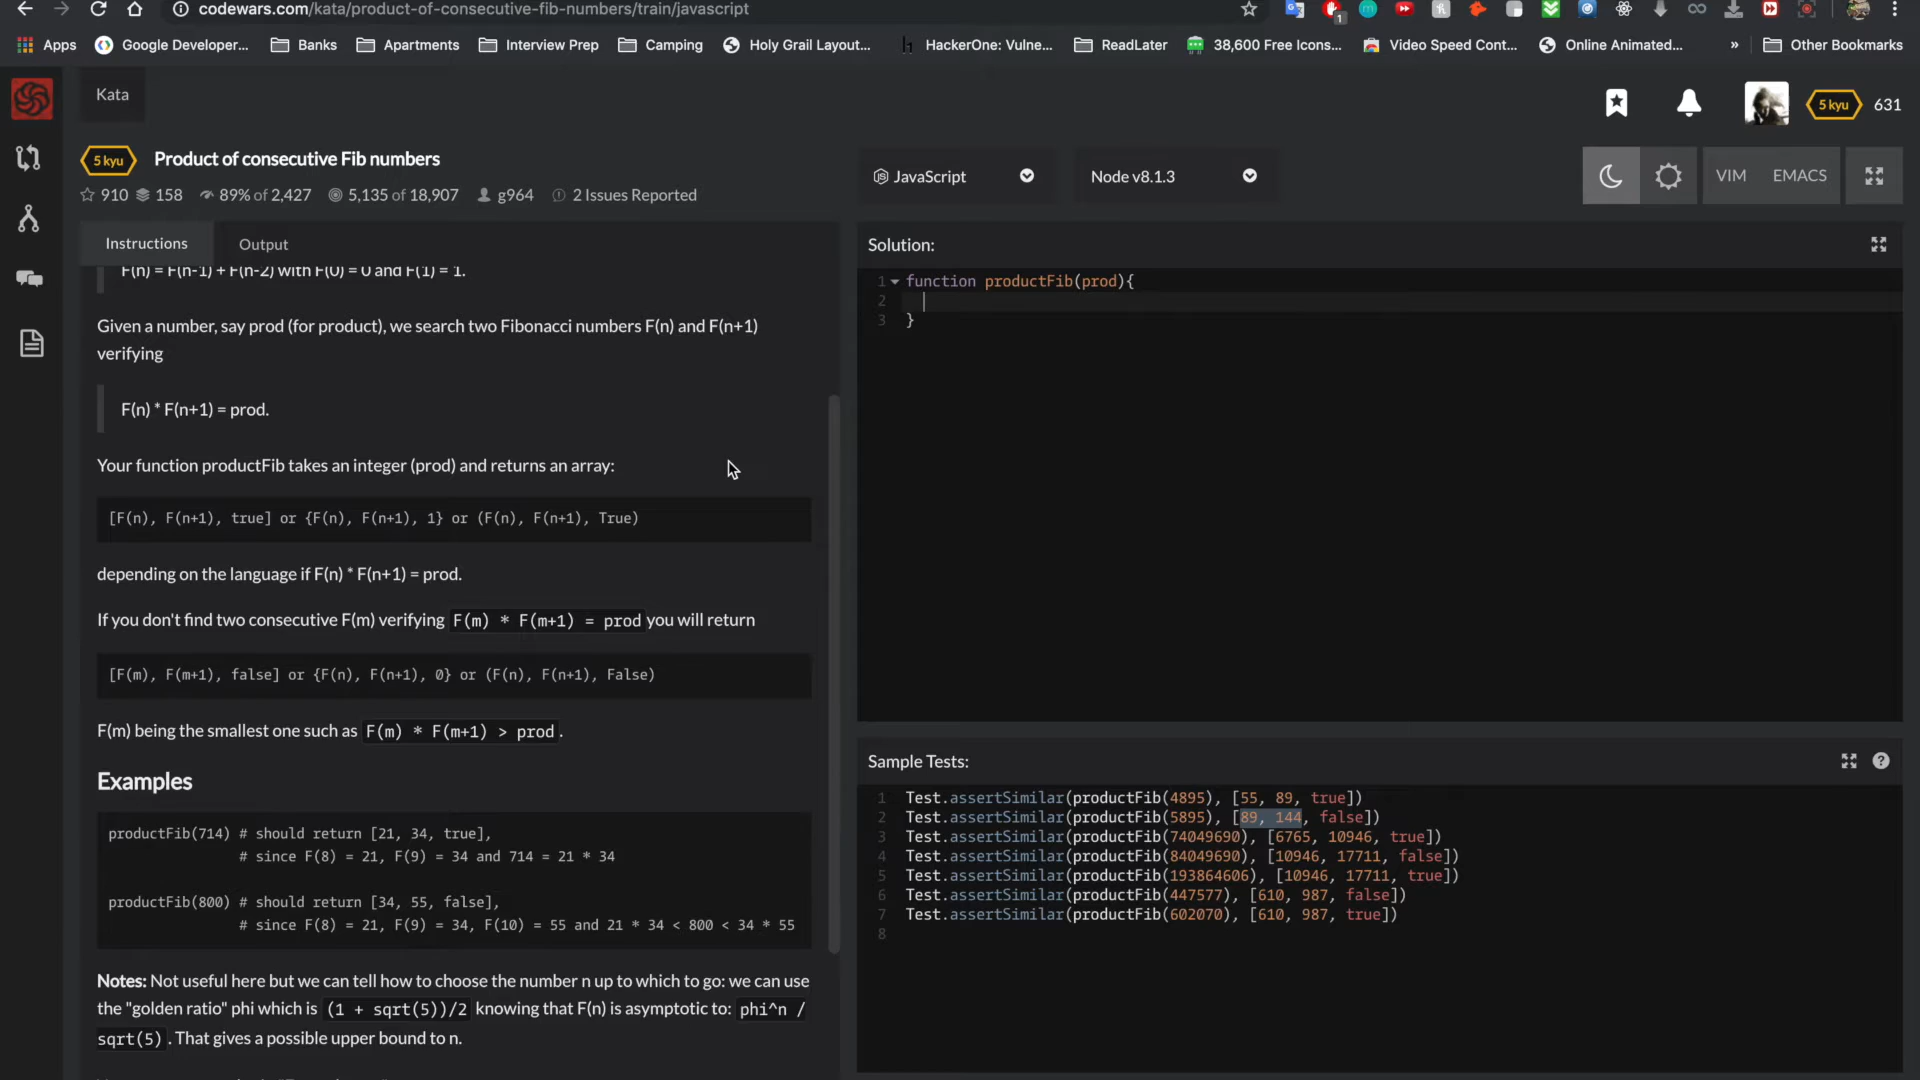 codewars.com/kata/product-of-consecutive-fib-numbers/train/javascript
Apps Google Developer... Banks Apartments Interview Prep Camping Holy Grail Layout... HackerOne: Vulne... ReadLater 38,600 Free Icons... Video Speed Cont... Online Animated... » Other Bookmarks
Kata
5 kyu 631
5 kyu Product of consecutive Fib numbers
910 158 89% of 2,427 5,135 of 18,907 g964 2 Issues Reported
JavaScript Node v8.1.3 VIM EMACS
Instructions Output
F(n) = F(n-1) + F(n-2) with F(0) = 0 and F(1) = 1.
Given a number, say prod (for product), we search two Fibonacci numbers F(n) and F(n+1)
verifying
F(n) * F(n+1) = prod.
Your function productFib takes an integer (prod) and returns an array:
[F(n), F(n+1), true] or {F(n), F(n+1), 1} or (F(n), F(n+1), True)
depending on the language if F(n) * F(n+1) = prod.
If you don't find two consecutive F(m) verifying F(m) * F(m+1) = prod you will return
[F(m), F(m+1), false] or {F(n), F(n+1), 0} or (F(n), F(n+1), False)
F(m) being the smallest one such as F(m) * F(m+1) > prod.
Examples
productFib(714) # should return [21, 34, true],
# since F(8) = 21, F(9) = 34 and 714 = 21 * 34
productFib(800) # should return [34, 55, false],
# since F(8) = 21, F(9) = 34, F(10) = 55 and 21 * 34 < 800 < 34 * 55
Notes: Not useful here but we can tell how to choose the number n up to which to go: we can use
the "golden ratio" phi which is (1 + sqrt(5))/2 knowing that F(n) is asymptotic to: phi^n /
sqrt(5). That gives a possible upper bound to n.
Solution:
1 function productFib(prod){
2
3 }
Sample Tests:
1 Test.assertSimilar(productFib(4895), [55, 89, true])
2 Test.assertSimilar(productFib(5895), [89, 144, false])
3 Test.assertSimilar(productFib(74049690), [6765, 10946, true])
4 Test.assertSimilar(productFib(84049690), [10946, 17711, false])
5 Test.assertSimilar(productFib(193864606), [10946, 17711, true])
6 Test.assertSimilar(productFib(447577), [610, 987, false])
7 Test.assertSimilar(productFib(602070), [610, 987, true])
8